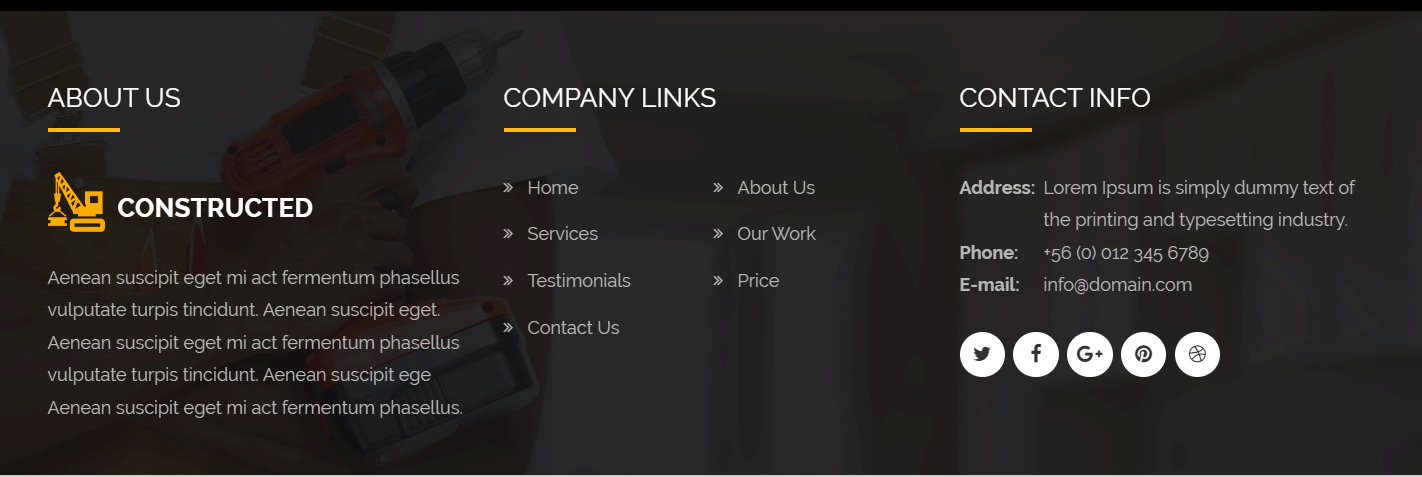 ABOUT US
CONSTRUCTED
Aenean suscipit eget mi act fermentum phasellus
vulputate turpis tincidunt. Aenean suscipit eget.
Aenean suscipit eget mi act fermentum phasellus
vulputate turpis tincidunt. Aenean suscipit ege
Aenean suscipit eget mi act fermentum phasellus.
COMPANY LINKS
» Home
» Services
» Testimonials
» Contact Us
» About Us
» Our Work
» Price
CONTACT INFO
Address: Lorem Ipsum is simply dummy text of
the printing and typesetting industry.
Phone: +56 (0) 012 345 6789
E-mail: info@domain.com